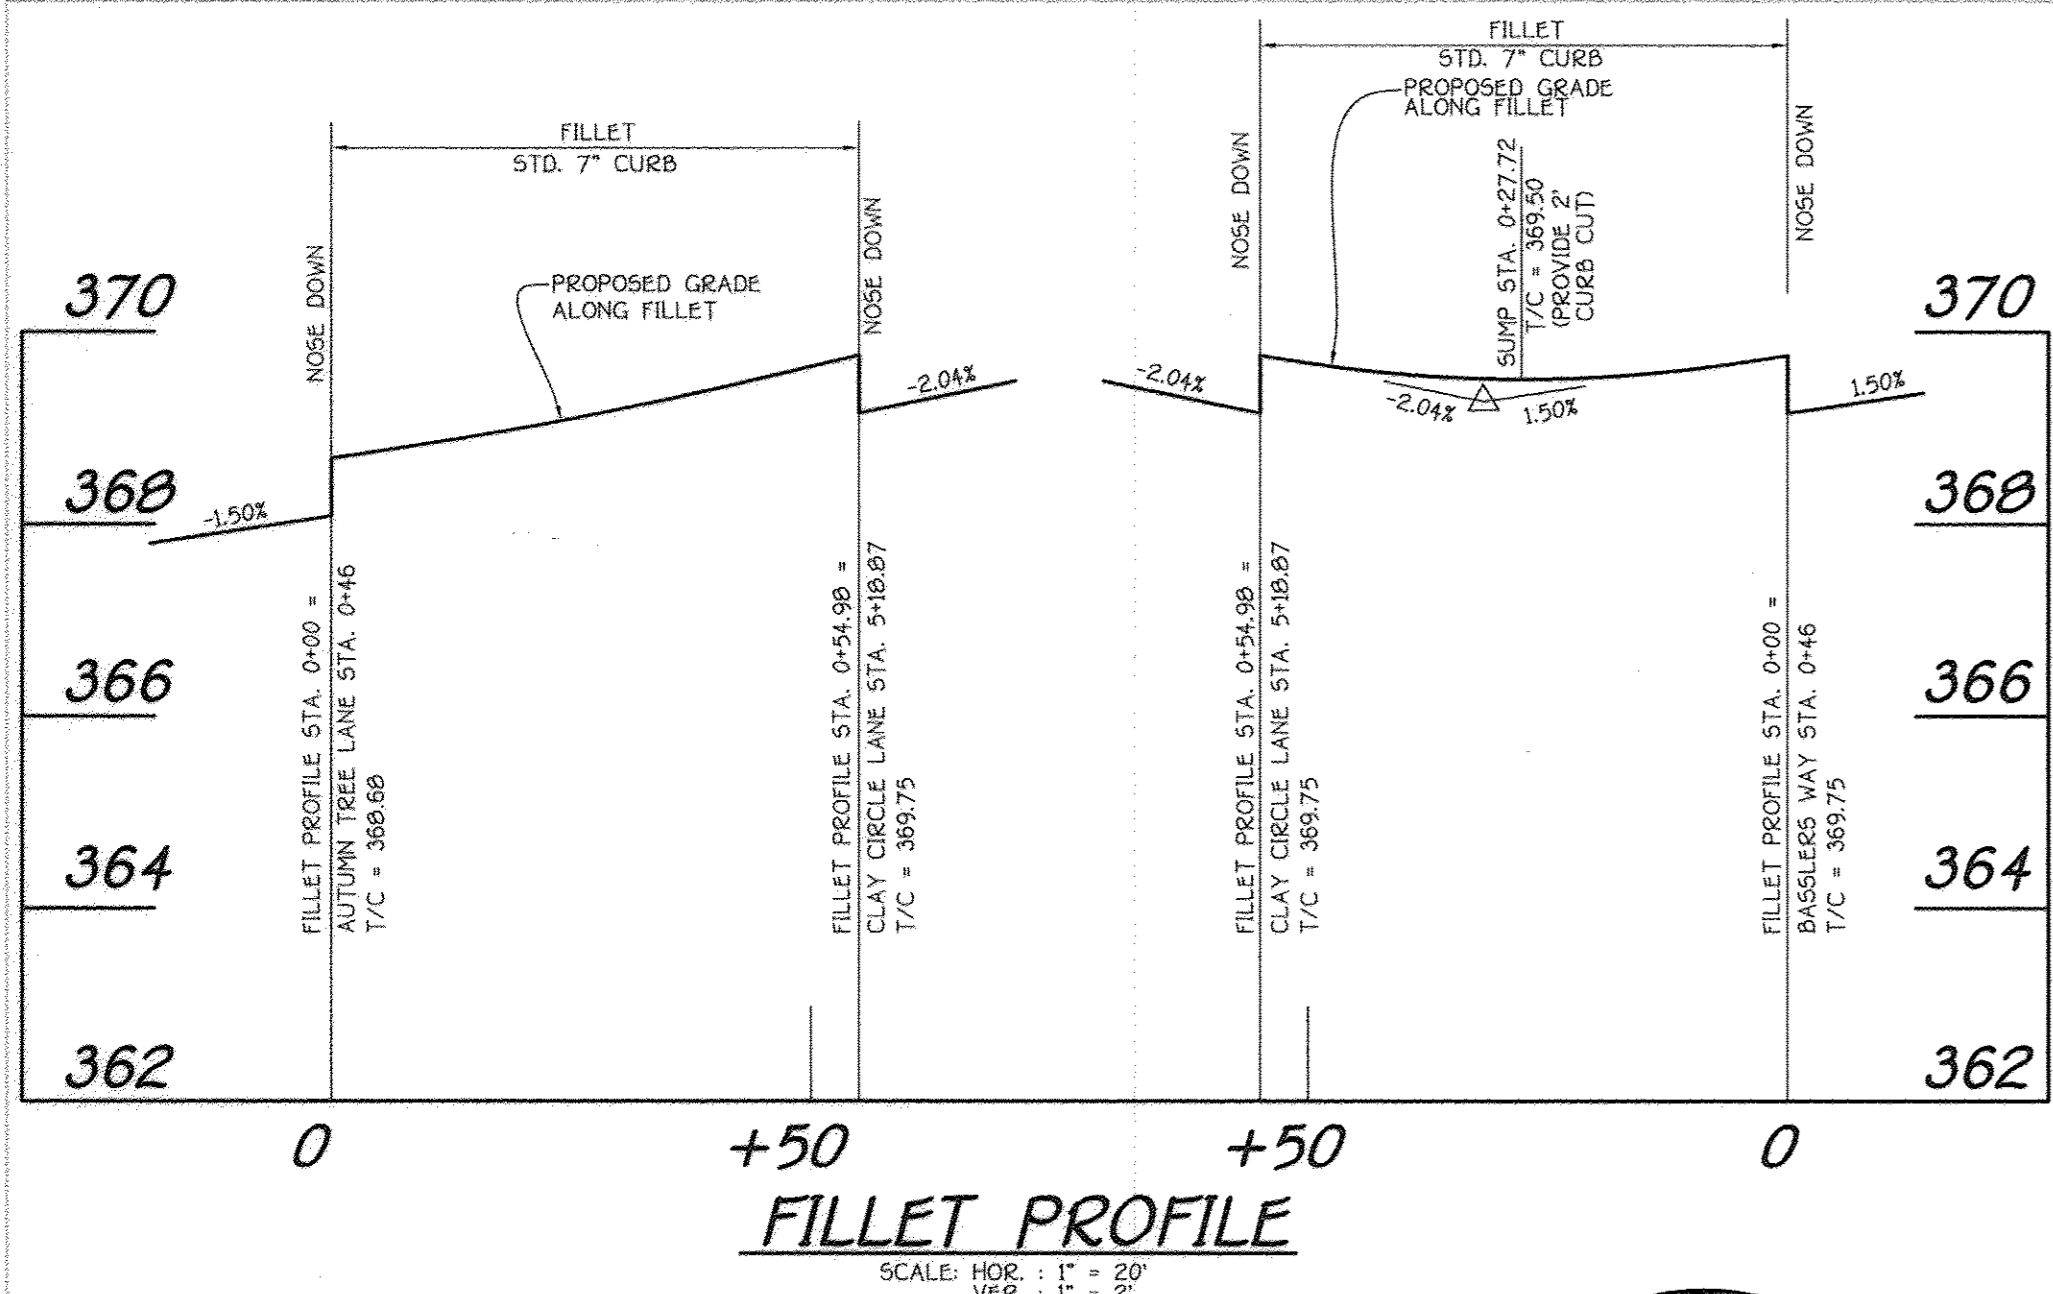 FILLET
STD. 7" CURB
NOSE DOWN
PROPOSED GRADE
ALONG FILLET
NOSE DOWN
-1.50%
-2.04%
FILLET PROFILE STA. 0+00 =
AUTUMN TREE LANE STA. 0+46
T/C = 368.68
FILLET PROFILE STA. 0+54.98 =
CLAY CIRCLE LANE STA. 5+18.87
T/C = 369.75
FILLET
STD. 7" CURB
PROPOSED GRADE
ALONG FILLET
NOSE DOWN
SUMP STA. 0+27.72
T/C = 369.50
(PROVIDE 2'
CURB CUT)
NOSE DOWN
-2.04%
-2.04%
1.50%
1.50%
FILLET PROFILE STA. 0+54.98 =
CLAY CIRCLE LANE STA. 5+18.87
T/C = 369.75
FILLET PROFILE STA. 0+00 =
BASSLERS WAY STA. 0+46
T/C = 369.75
370
368
366
364
362
370
368
366
364
362
0
+50
+50
0
FILLET PROFILE
SCALE: HOR. : 1" = 20'
VER. : 1" = 2'